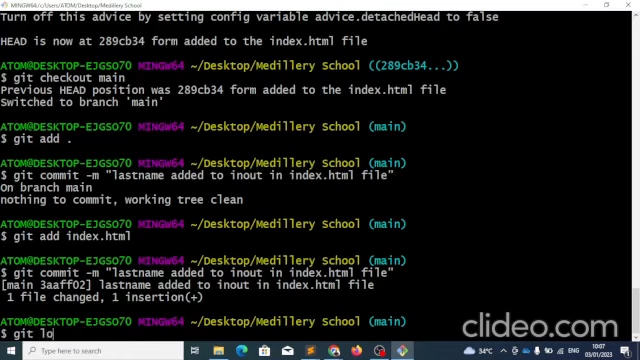 MINGW64:/c/Users/ATOM/Desktop/Medillery School
Turn off this advice by setting config variable advice.detachedHead to false
HEAD is now at 289cb34 form added to the index.html file
ATOM@DESKTOP-EJGSO70 MINGW64 ~/Desktop/Medillery School ((289cb34...))
$ git checkout main
Previous HEAD position was 289cb34 form added to the index.html file
Switched to branch 'main'
ATOM@DESKTOP-EJGSO70 MINGW64 ~/Desktop/Medillery School (main)
$ git add .
ATOM@DESKTOP-EJGSO70 MINGW64 ~/Desktop/Medillery School (main)
$ git commit -m "lastname added to inout in index.html file"
On branch main
nothing to commit, working tree clean
ATOM@DESKTOP-EJGSO70 MINGW64 ~/Desktop/Medillery School (main)
$ git add index.html
ATOM@DESKTOP-EJGSO70 MINGW64 ~/Desktop/Medillery School (main)
$ git commit -m "lastname added to inout in index.html file"
[main 3aaff02] lastname added to inout in index.html file
1 file changed, 1 insertion(+)
ATOM@DESKTOP-EJGSO70 MINGW64 ~/Desktop/Medillery School (main)
$ git lo
clideo.com
Type here to search
34°C
ENG
10:07
03/01/2023